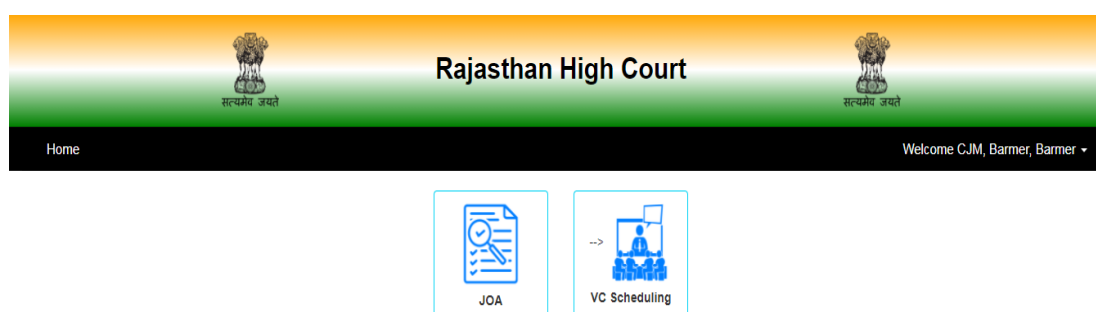 Rajasthan High Court
सत्यमेव जयते
सत्यमेव जयते
Home
Welcome CJM, Barmer, Barmer
-->
JOA
VC Scheduling